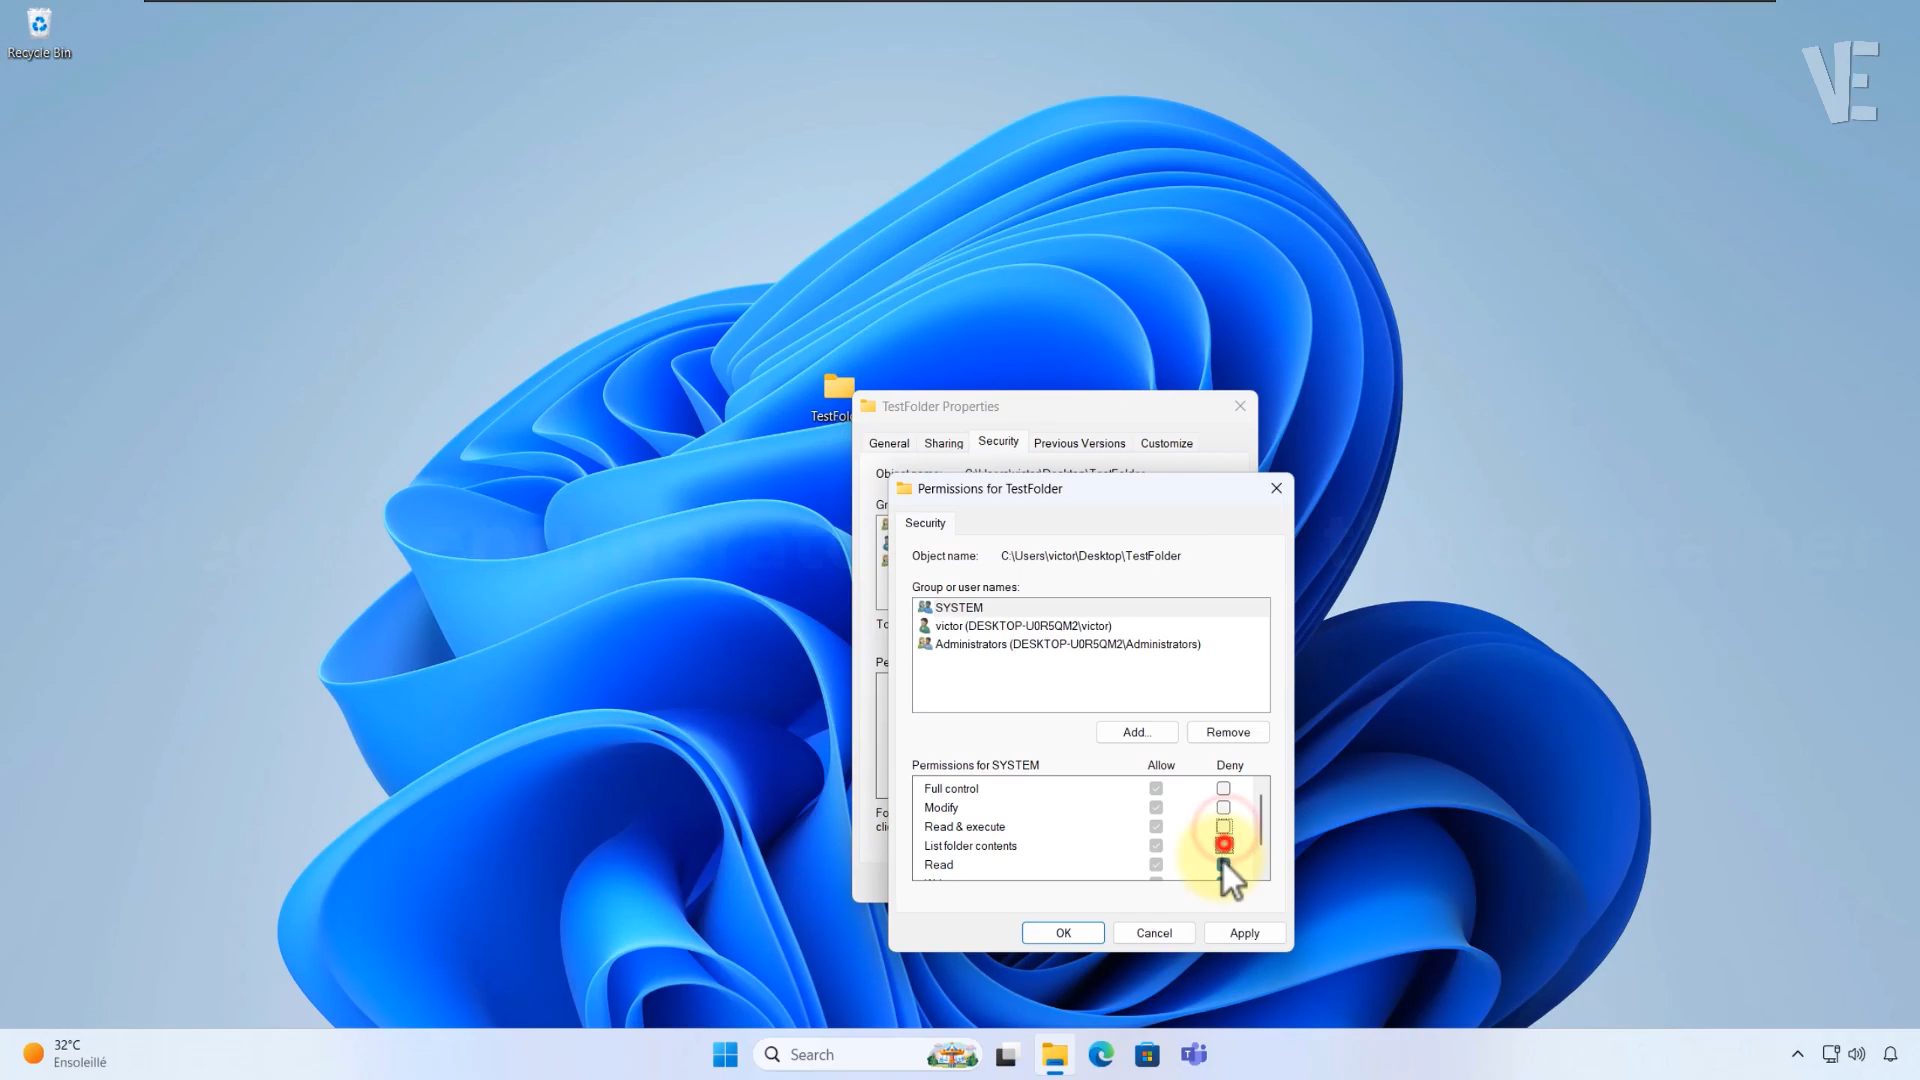 Recycle Bin
VE
TestFol
TestFolder Properties
General Sharing Security Previous Versions Customize
Permissions for TestFolder
Security
Object name: C:\Users\victor\Desktop\TestFolder
Group or user names:
SYSTEM
victor (DESKTOP-U0R5QM2\victor)
Administrators (DESKTOP-U0R5QM2\Administrators)
Add... Remove
Permissions for SYSTEM Allow Deny
Full control
Modify
Read & execute
List folder contents
Read
OK Cancel Apply
32°C
Ensoleillé
Search